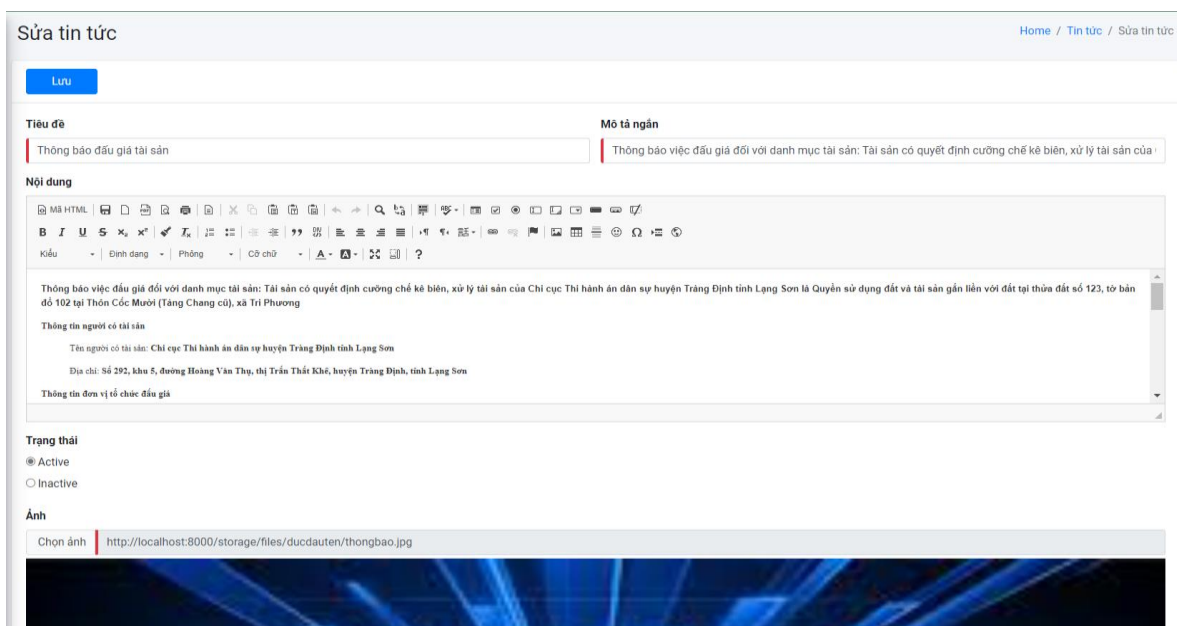 Sửa tin tức
Home / Tin tức / Sửa tin tức
Lưu
Tiêu đề
Mô tả ngắn
Thông báo đấu giá tài sản
Thông báo việc đấu giá đối với danh mục tài sản: Tài sản có quyết định cưỡng chế kê biên, xử lý tài sản của
Nội dung
Mã HTML
Kiểu
Định dạng
Phông
Cỡ chữ
Thông báo việc đấu giá đối với danh mục tài sản: Tài sản có quyết định cưỡng chế kê biên, xử lý tài sản của Chi cục Thi hành án dân sự huyện Tràng Định tỉnh Lạng Sơn là Quyền sử dụng đất và tài sản gắn liền với đất tại thửa đất số 123, tờ bản
đồ 102 tại Thôn Cốc Mười (Táng Chang cũ), xã Tri Phương
Thông tin người có tài sản
Tên người có tài sản: Chi cục Thi hành án dân sự huyện Tràng Định tỉnh Lạng Sơn
Địa chỉ: Số 292, khu 5, đường Hoàng Văn Thụ, thị Trấn Thất Khê, huyện Tràng Định, tỉnh Lạng Sơn
Thông tin đơn vị tổ chức đấu giá
Trạng thái
Active
Inactive
Ảnh
Chọn ảnh
http://localhost:8000/storage/files/ducdauten/thongbao.jpg